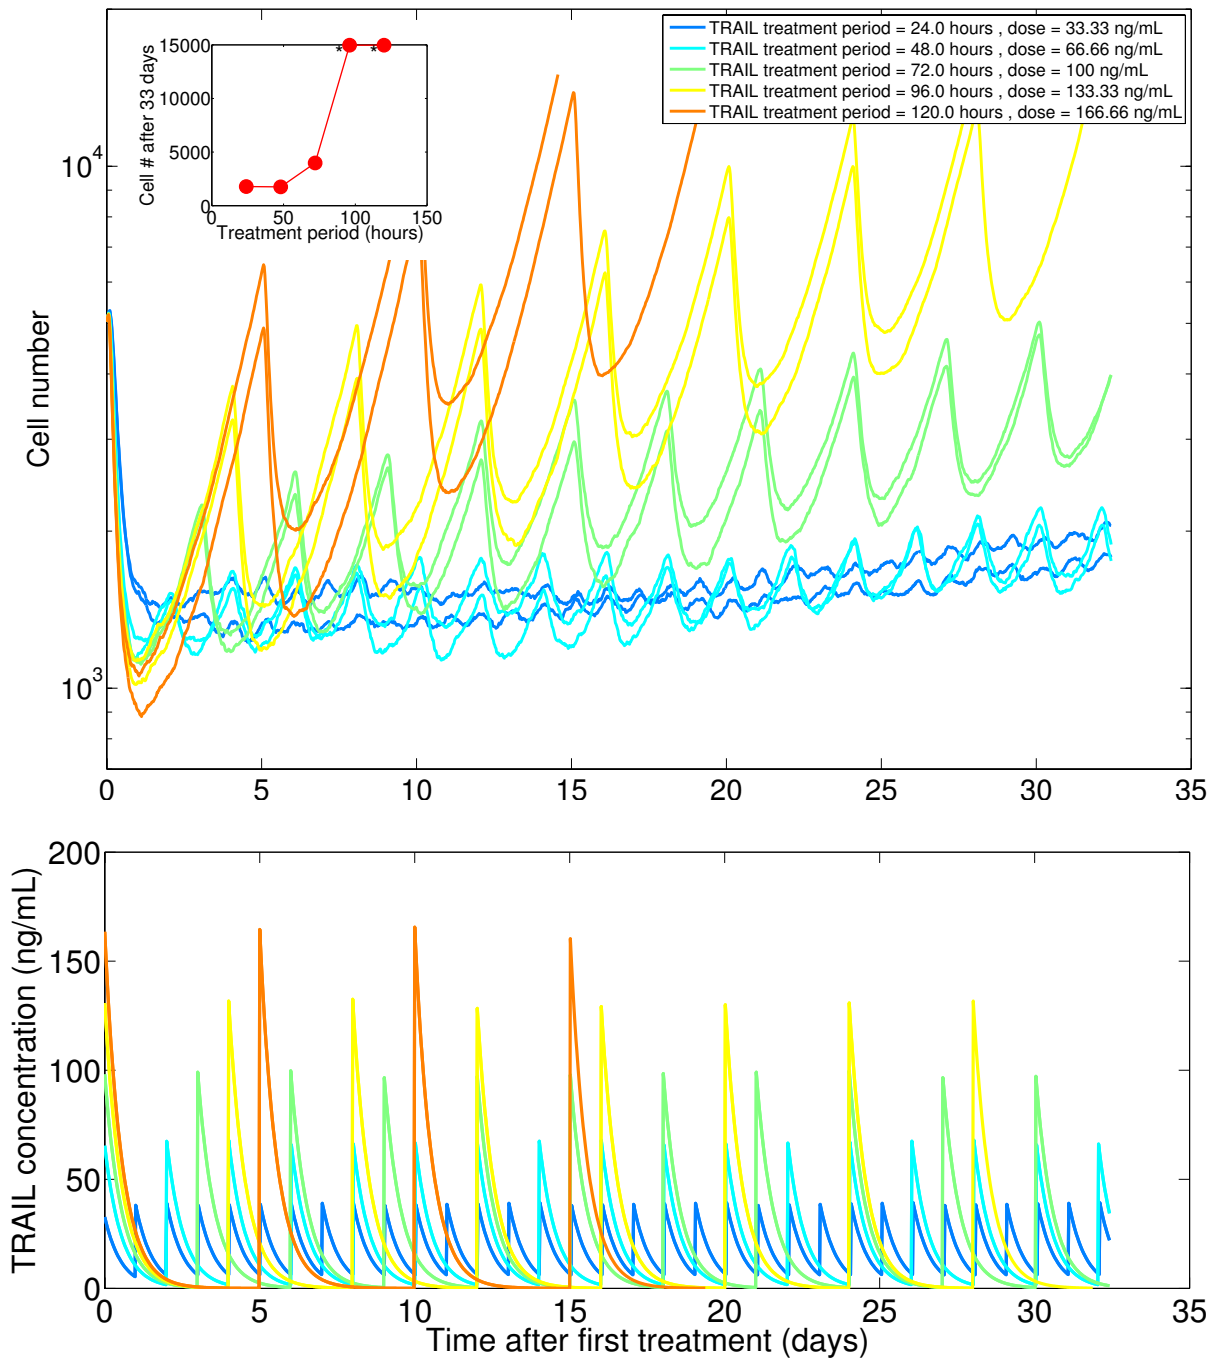 TRAIL treatment period = 24.0 hours , dose = 33.33 ng/mL
TRAIL treatment period = 48.0 hours , dose = 66.66 ng/mL
TRAIL treatment period = 72.0 hours , dose = 100 ng/mL
TRAIL treatment period = 96.0 hours , dose = 133.33 ng/mL
TRAIL treatment period = 120.0 hours , dose = 166.66 ng/mL
Cell # after 33 days
15000
10000
5000
0
* *
0 50 100 150
Treatment period (hours)
Cell number
10^4
10^3
0 5 10 15 20 25 30 35
TRAIL concentration (ng/mL)
200
150
100
50
0
0 5 10 15 20 25 30 35
Time after first treatment (days)